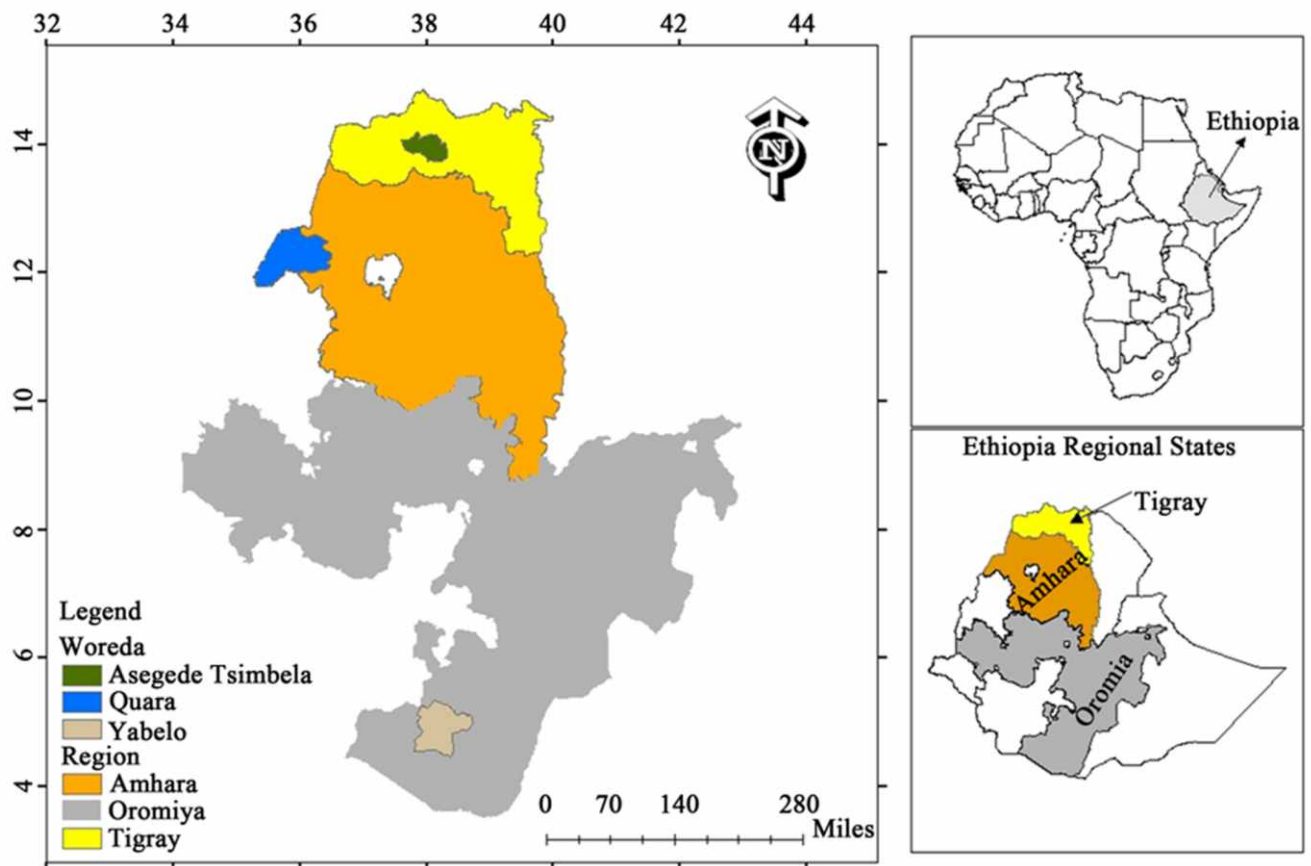 32 34 36 38 40 42 44
14
12
10
8
6
4
N
Legend
Woreda
Asegede Tsimbela
Quara
Yabelo
Region
Amhara
Oromiya
Tigray
0 70 140 280
Miles
Ethiopia
Ethiopia Regional States
Tigray
Amhara
Oromia